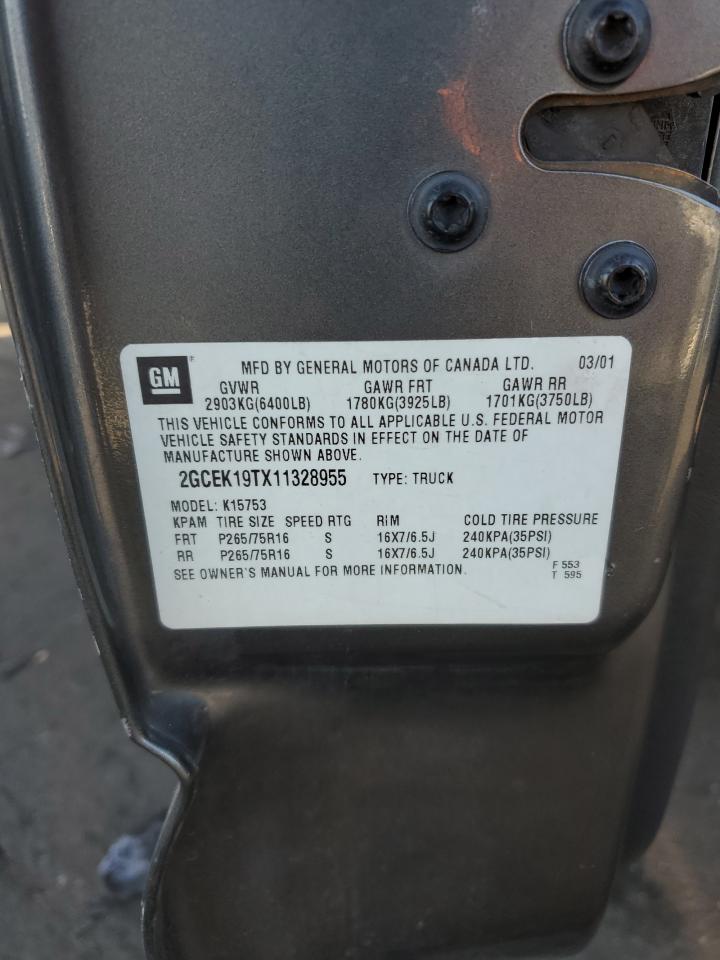 GM
MFD BY GENERAL MOTORS OF CANADA LTD. 03/01
GVWR GAWR FRT GAWR RR
2903KG(6400LB) 1780KG(3925LB) 1701KG(3750LB)
THIS VEHICLE CONFORMS TO ALL APPLICABLE U.S. FEDERAL MOTOR
VEHICLE SAFETY STANDARDS IN EFFECT ON THE DATE OF
MANUFACTURE SHOWN ABOVE.
2GCEK19TX11328955 TYPE: TRUCK
MODEL: K15753
KPAM TIRE SIZE SPEED RTG RIM COLD TIRE PRESSURE
FRT P265/75R16 S 16X7/6.5J 240KPA(35PSI)
RR P265/75R16 S 16X7/6.5J 240KPA(35PSI)
SEE OWNER'S MANUAL FOR MORE INFORMATION.
F 553
T 595